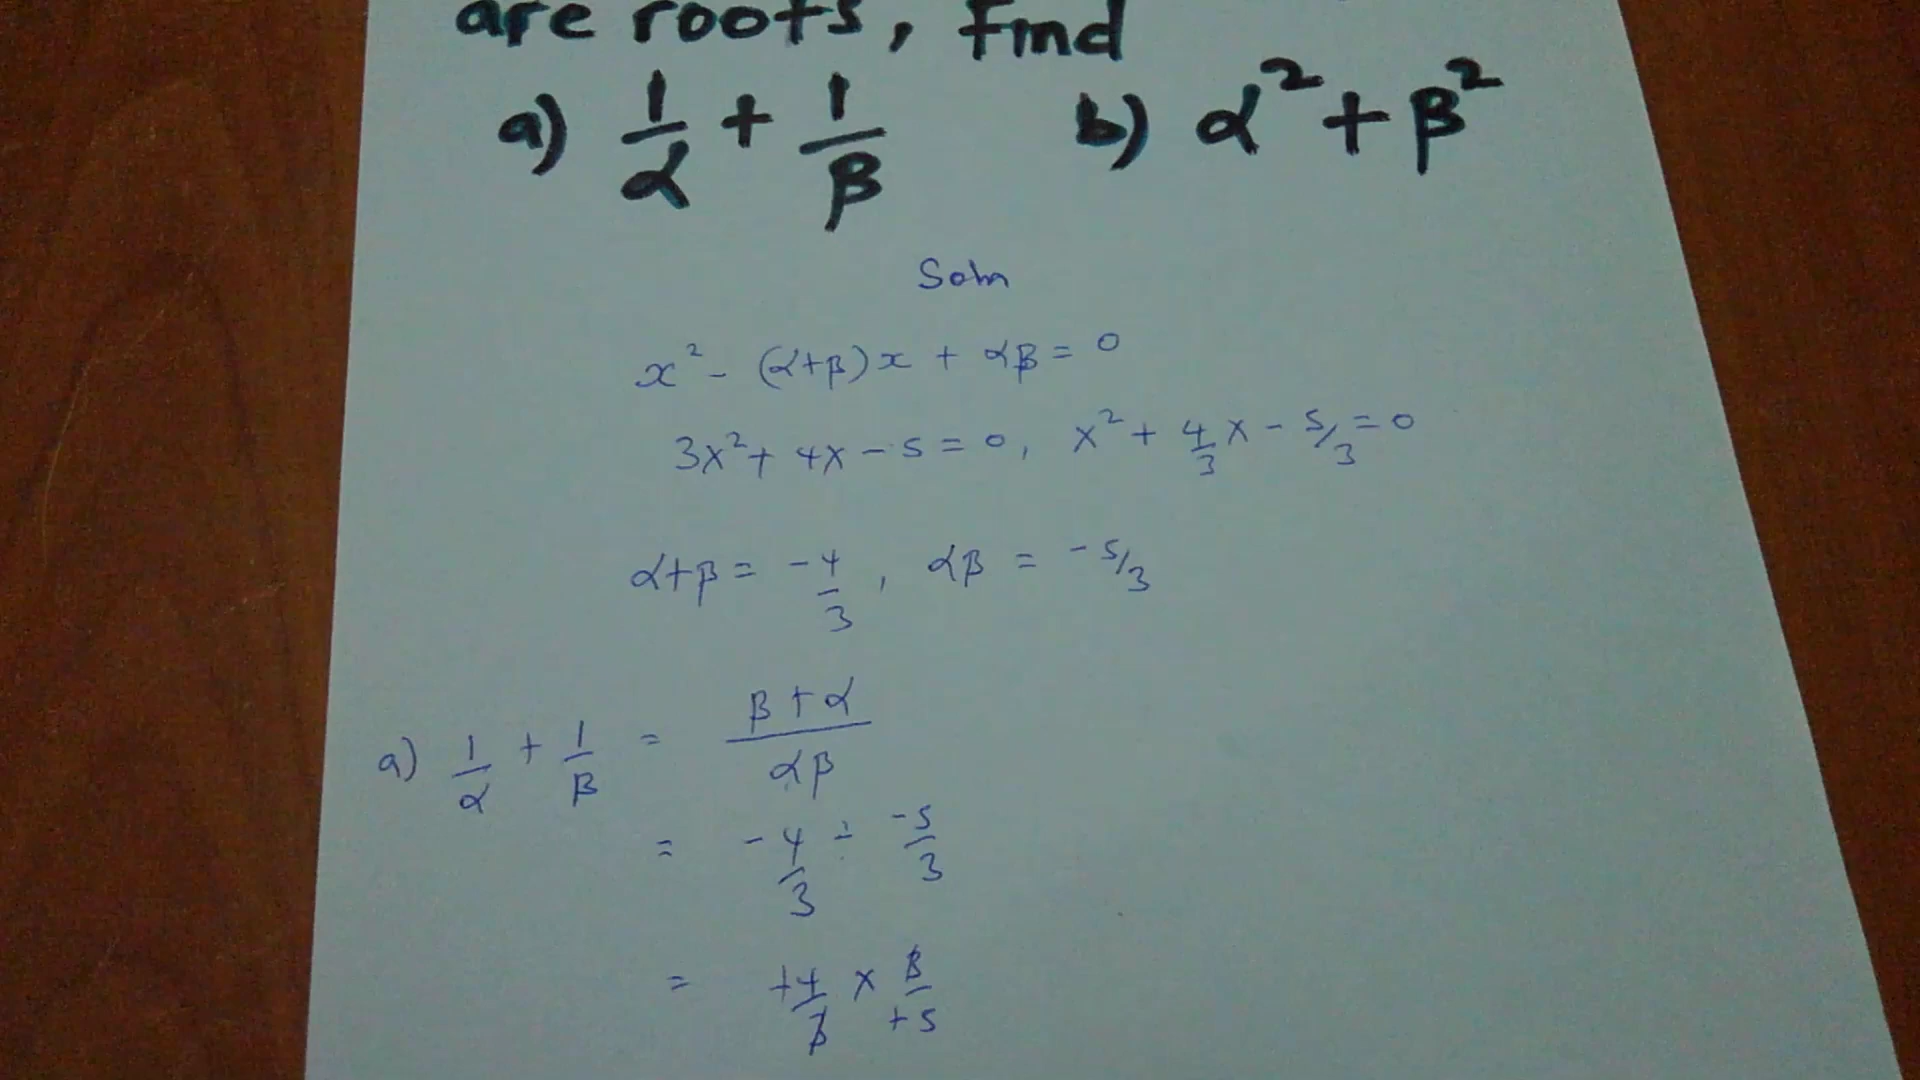 are roots, find
a) 1/α + 1/β b) α² + β²
Soln
x² - (α+β)x + αβ = 0
3x² + 4x - 5 = 0, x² + 4/3 x - 5/3 = 0
α+β = -4/3, αβ = -5/3
a) 1/α + 1/β = β+α/αβ
= -4/3 ÷ -5/3
= +4/3 × 3/+5